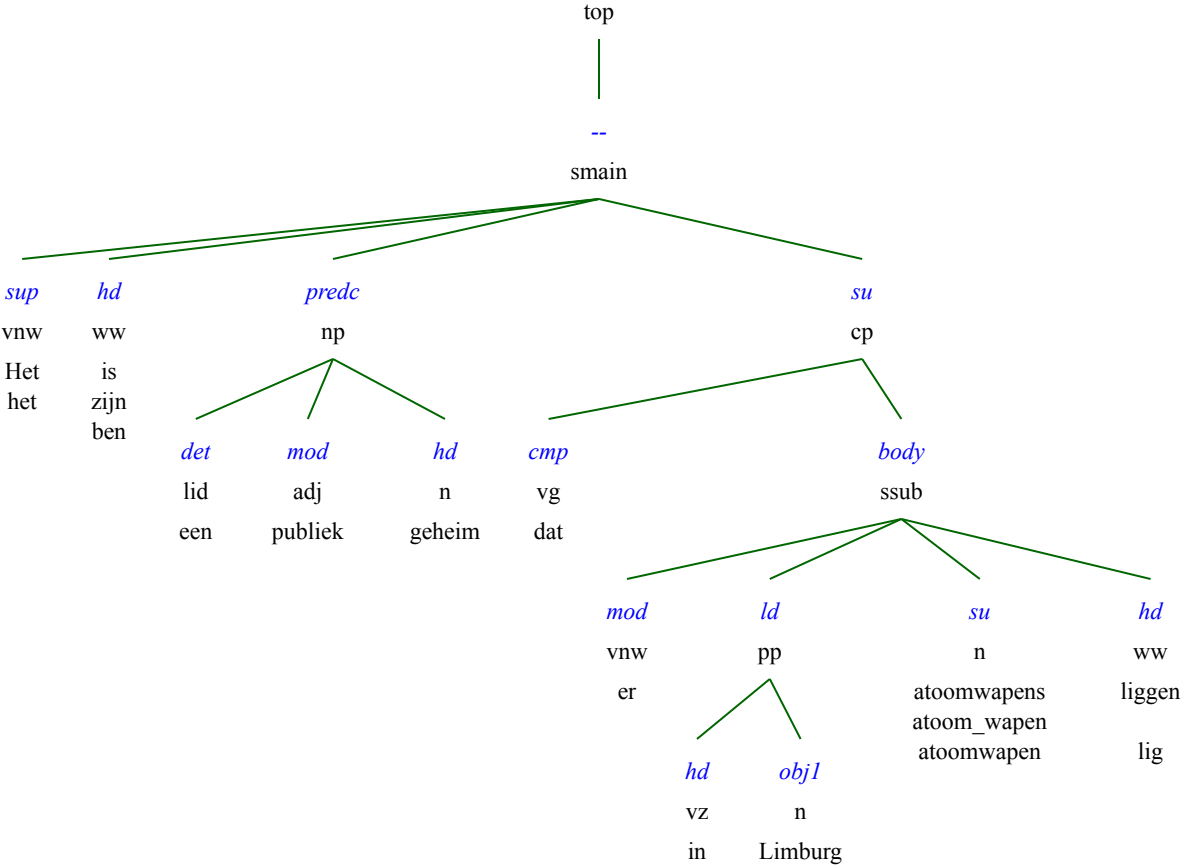 top
--
smain
sup hd predc su
vnw ww np cp
Het is
het zijn
ben
det mod hd cmp body
lid adj n vg ssub
een publiek geheim dat
mod ld su hd
vnw pp n ww
er atoomwapens liggen
atoom_wapen
atoomwapen lig
hd obj1
vz n
in Limburg